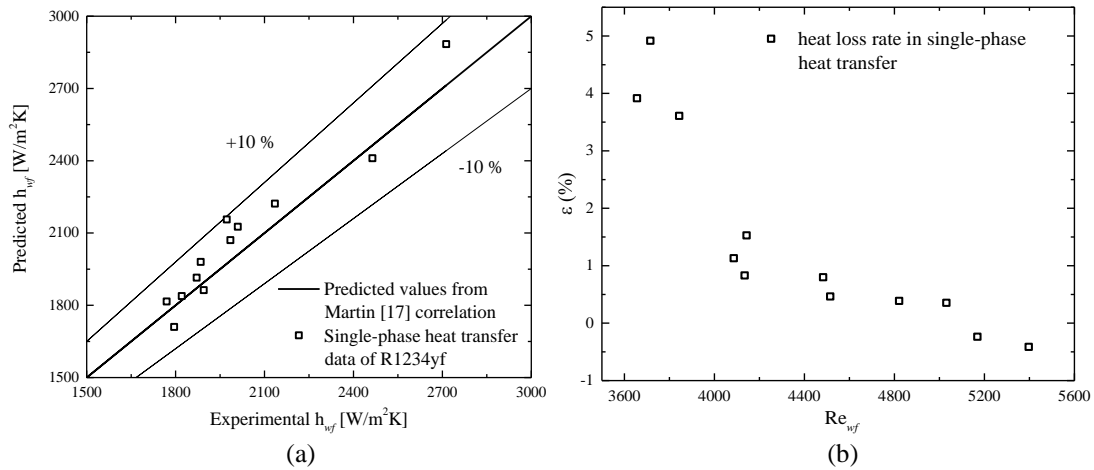 3000
2700
2400
2100
1800
1500
1500
1800
2100
2400
2700
3000
Predicted h_wf [W/m²K]
Experimental h_wf [W/m²K]
+10 %
-10 %
Predicted values from
Martin [17] correlation
Single-phase heat transfer
data of R1234yf
(a)
6
5
4
3
2
1
0
-1
3600
4000
4400
4800
5200
5600
ε (%)
Re_wf
heat loss rate in single-phase
heat transfer
(b)